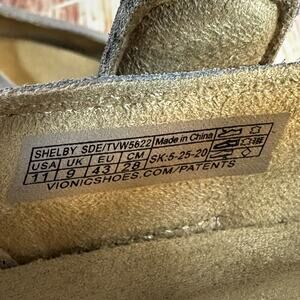 SHELBY SDE/TVW5622 Made in China
USA UK EU CM SK:5-25-20
11 9 43 28
VIONICSHOES.COM/PATENTS